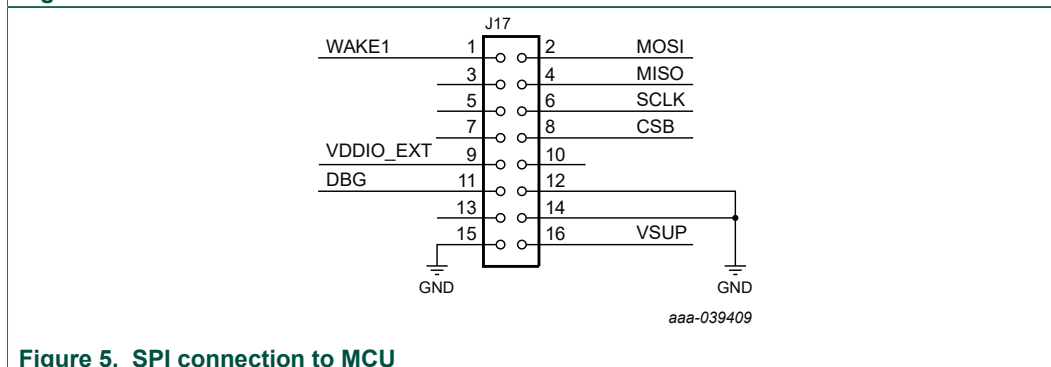 J17
WAKE1 1 2 MOSI
3 4 MISO
5 6 SCLK
7 8 CSB
VDDIO_EXT 9 10
DBG 11 12
13 14
15 16 VSUP
GND GND
aaa-039409
Figure 5. SPI connection to MCU